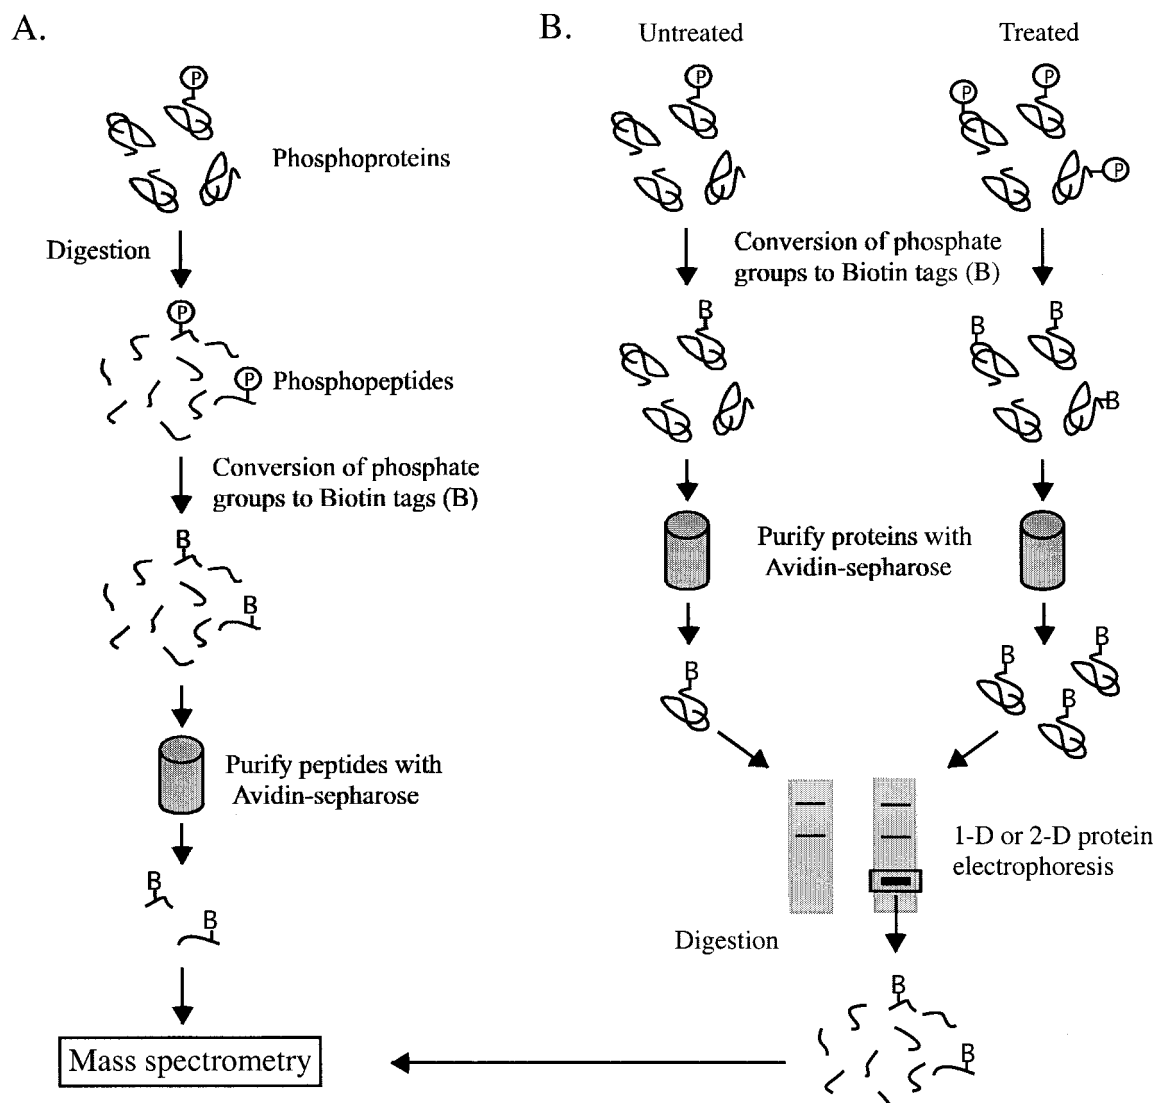 A.
P
Phosphoproteins
Digestion
P
P
Phosphopeptides
Conversion of phosphate
groups to Biotin tags (B)
B
B
Purify peptides with
Avidin-sepharose
B
B
Mass spectrometry
B.
Untreated
Treated
P
P
P
P
Conversion of phosphate
groups to Biotin tags (B)
B
B
B
B
Purify proteins with
Avidin-sepharose
B
B
B
B
1-D or 2-D protein
electrophoresis
Digestion
B
B